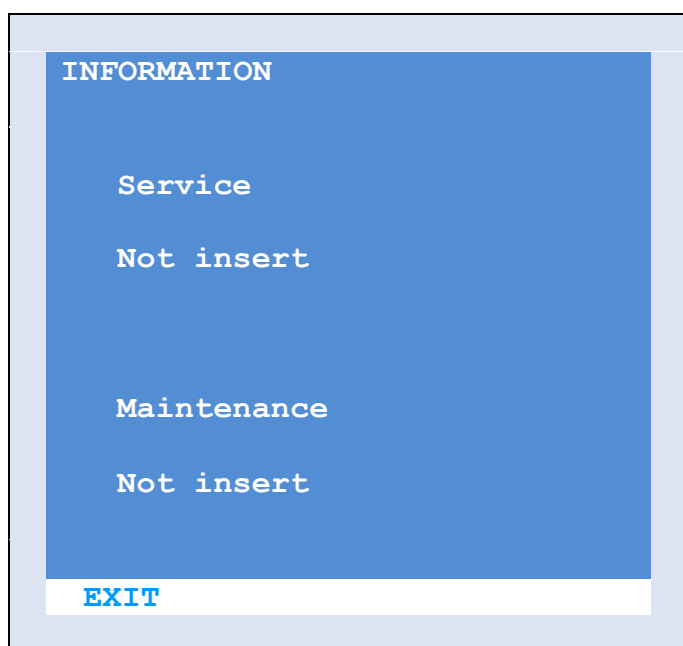 INFORMATION
Service
Not insert
Maintenance
Not insert
EXIT